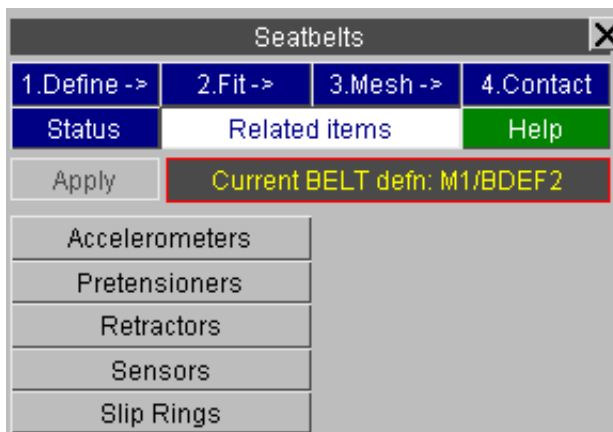 Seatbelts X
1.Define -> 2.Fit -> 3.Mesh -> 4.Contact
Status Related items Help
Apply Current BELT defn: M1/BDEF2
Accelerometers
Pretensioners
Retractors
Sensors
Slip Rings